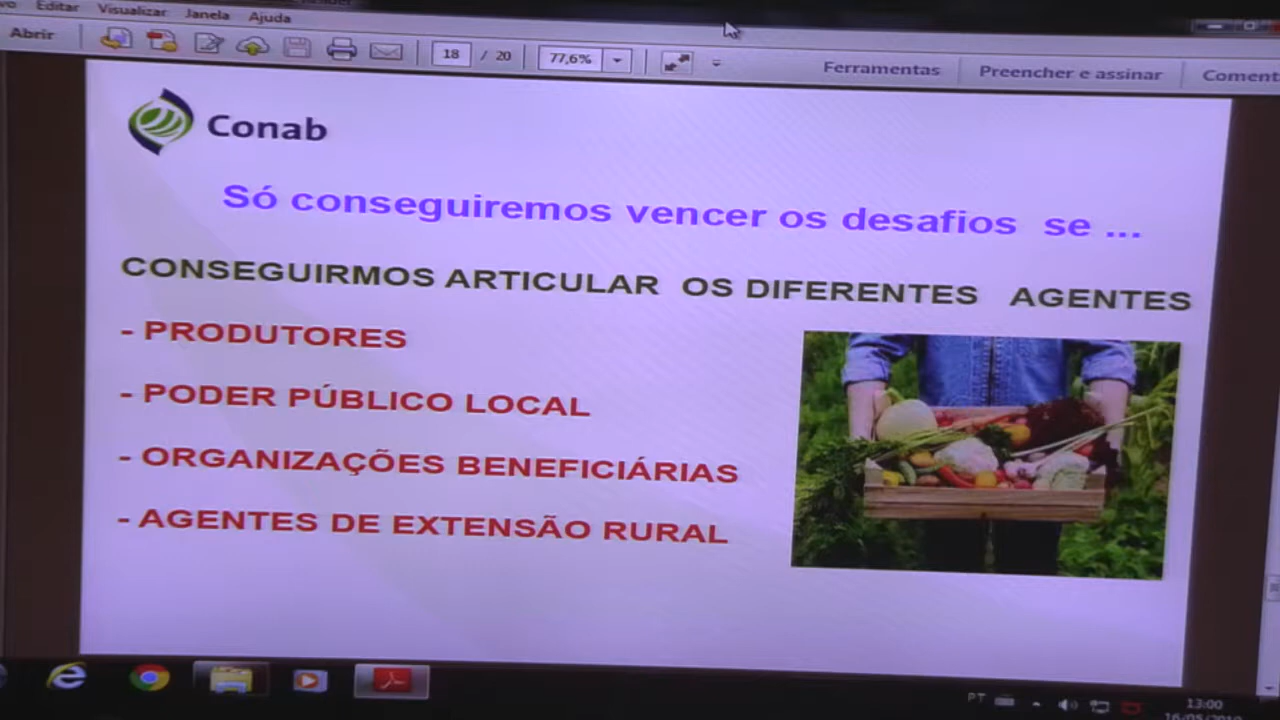 Editar Visualizar Janela Ajuda
Abrir
18 / 20
77,6%
Ferramentas
Preencher e assinar
Conab
Só conseguiremos vencer os desafios se ...
CONSEGUIRMOS ARTICULAR OS DIFERENTES AGENTES
- PRODUTORES
- PODER PÚBLICO LOCAL
- ORGANIZAÇÕES BENEFICIÁRIAS
- AGENTES DE EXTENSÃO RURAL
PT
13:00